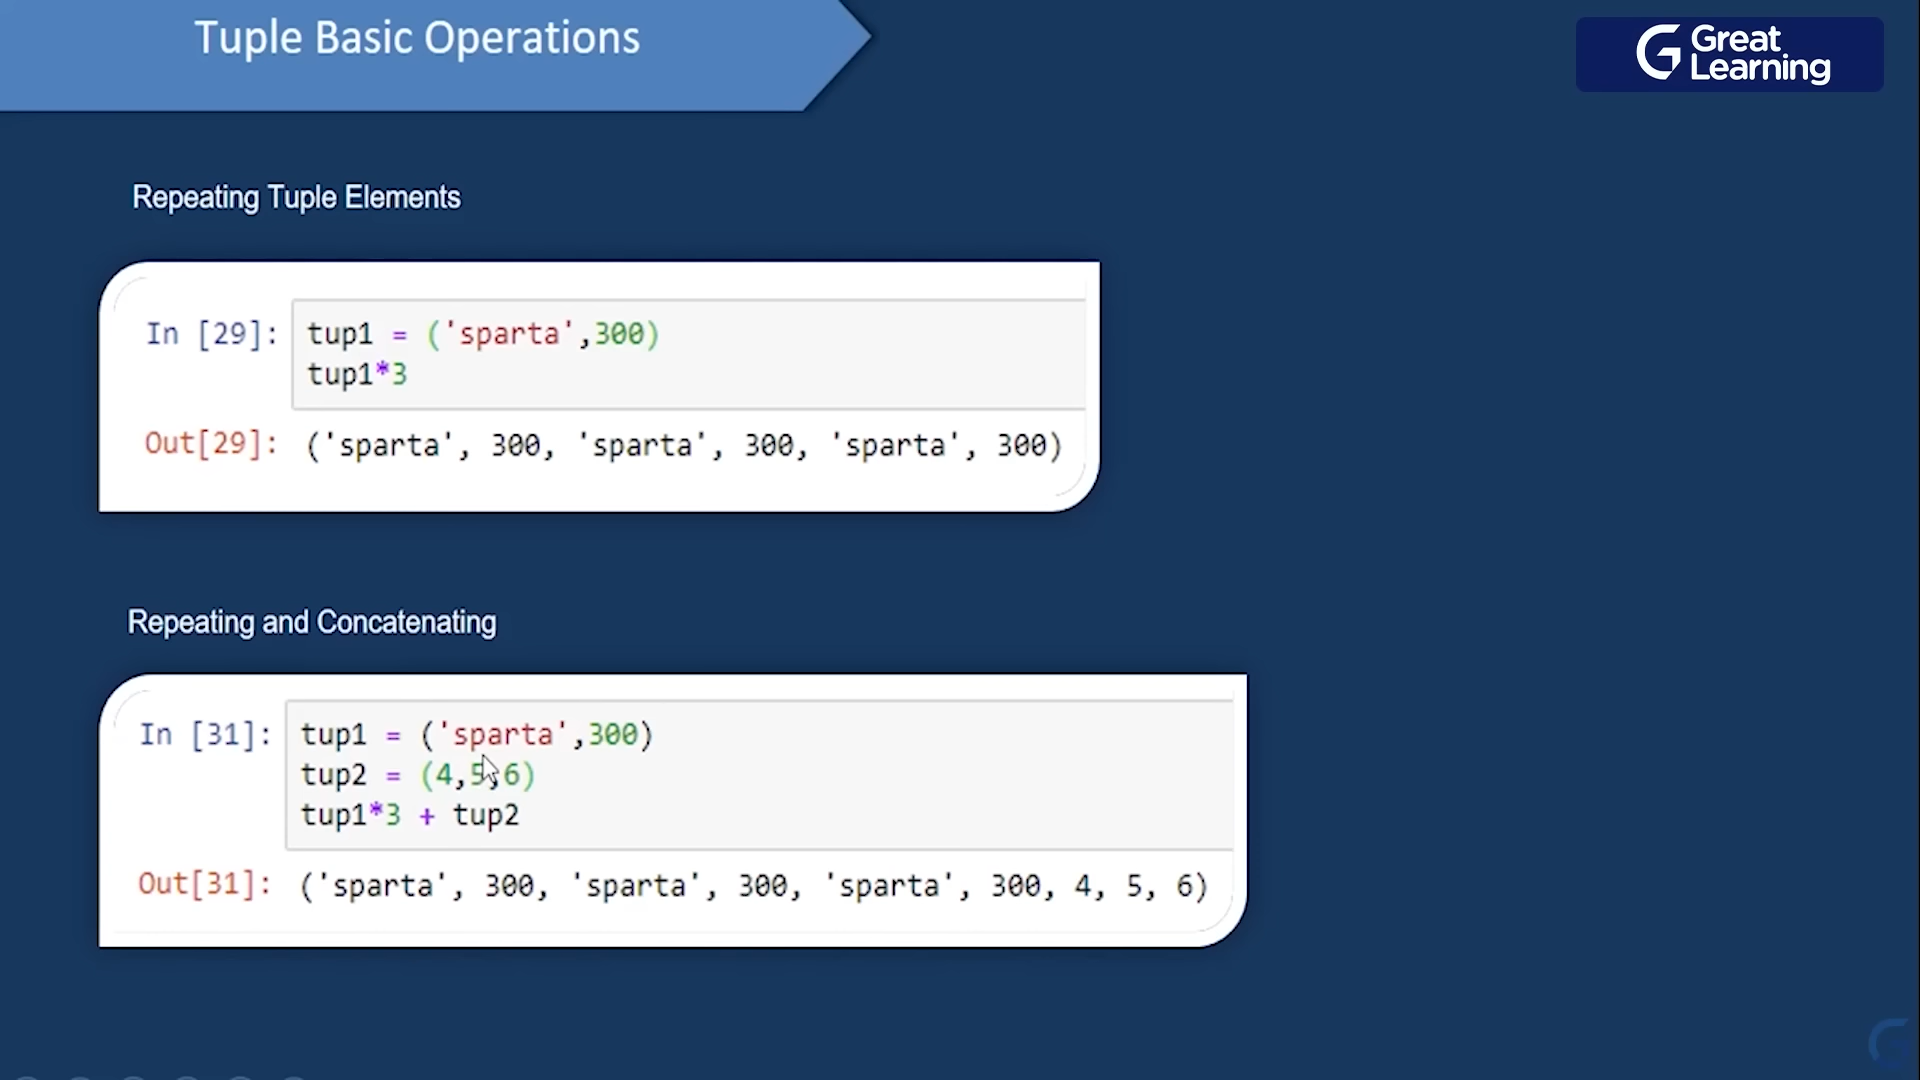 Tuple Basic Operations
Great
Learning
Repeating Tuple Elements
In [29]: tup1 = ('sparta',300)
tup1*3
Out[29]: ('sparta', 300, 'sparta', 300, 'sparta', 300)
Repeating and Concatenating
In [31]: tup1 = ('sparta',300)
tup2 = (4,5,6)
tup1*3 + tup2
Out[31]: ('sparta', 300, 'sparta', 300, 'sparta', 300, 4, 5, 6)